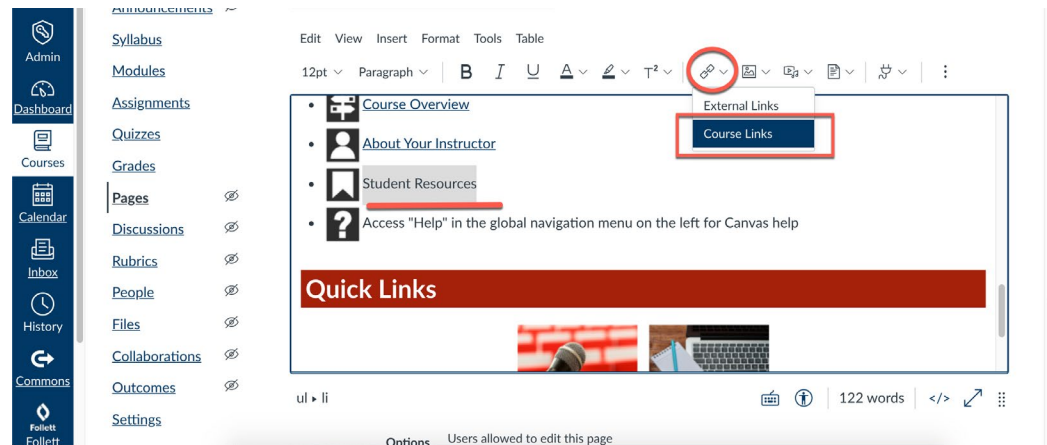 Admin
Dashboard
Courses
Calendar
Inbox
History
Commons
Follett
Follett
Announcements
Syllabus
Modules
Assignments
Quizzes
Grades
Pages
Discussions
Rubrics
People
Files
Collaborations
Outcomes
Settings
Edit View Insert Format Tools Table
12pt Paragraph B I U A T²
External Links
Course Links
Course Overview
About Your Instructor
Student Resources
? Access "Help" in the global navigation menu on the left for Canvas help
Quick Links
ul ▸ li
122 words </>
Options Users allowed to edit this page